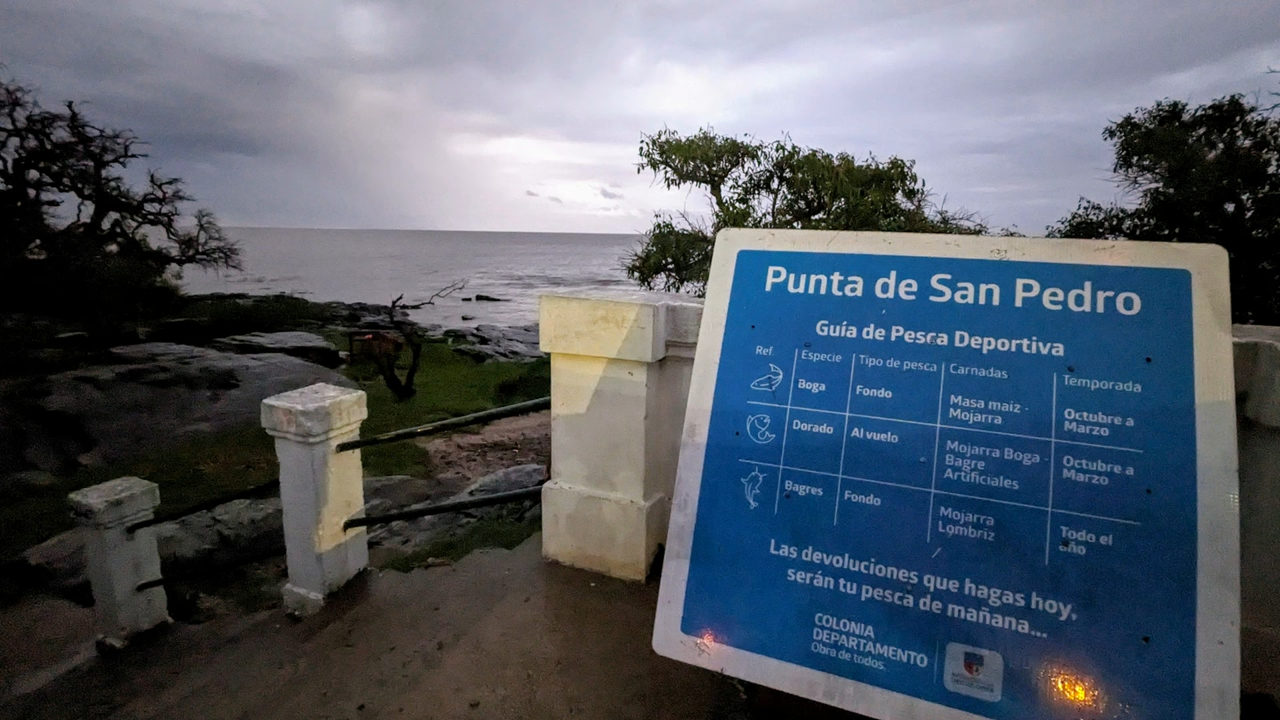 Punta de San Pedro
Guía de Pesca Deportiva
Ref. Especie Tipo de pesca Carnadas Temporada
Boga Fondo Masa maiz - Octubre a
Mojarra Marzo
Dorado Al vuelo Mojarra Boga - Octubre a
Bagre Marzo
Artificiales
Bagres Fondo Mojarra Todo el
Lombriz año
Las devoluciones que hagas hoy,
serán tu pesca de mañana...
COLONIA
DEPARTAMENTO
Obra de todos.